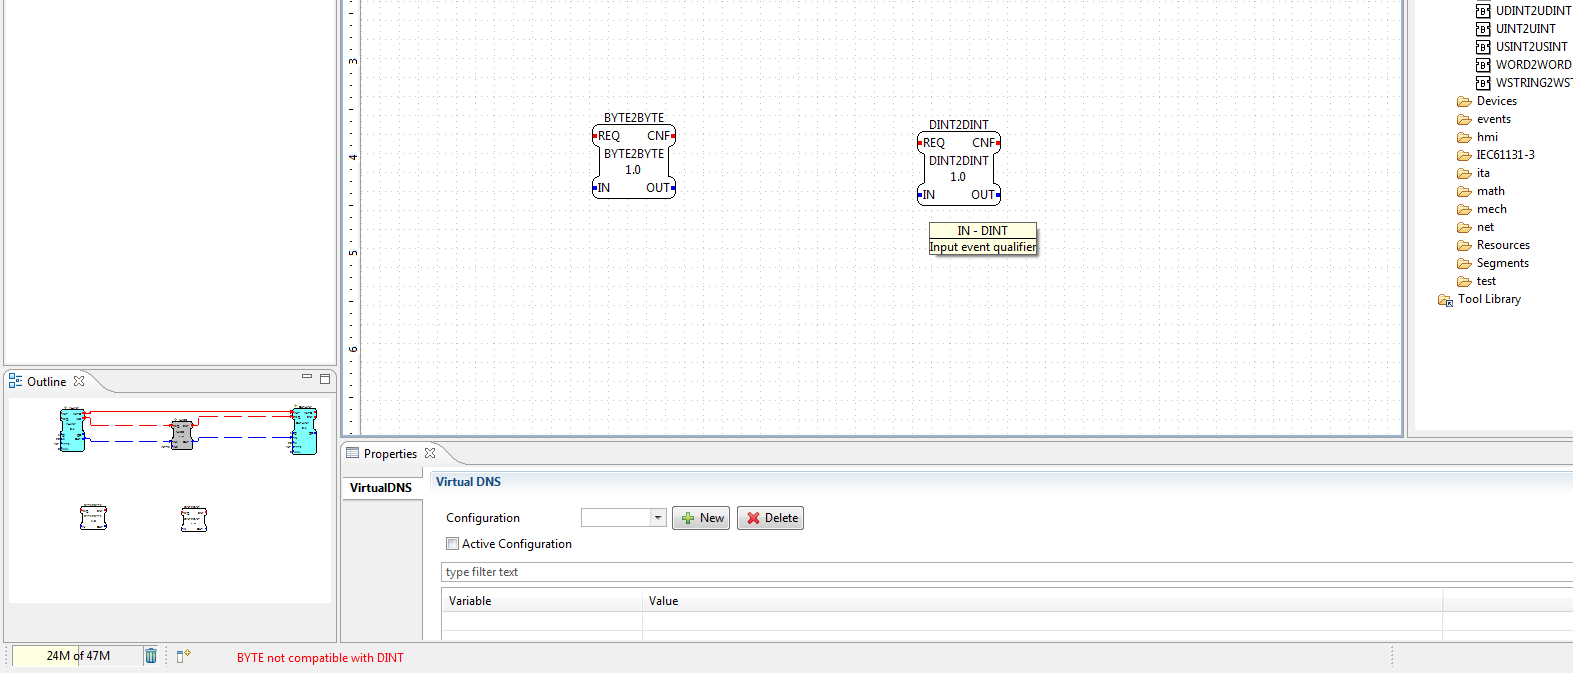 UDINT2UDINT
UINT2UINT
USINT2USINT
WORD2WORD
WSTRING2WST
Devices
events
hmi
IEC61131-3
ita
math
mech
net
Resources
Segments
test
Tool Library
3
4
5
6
BYTE2BYTE
REQ CNF
BYTE2BYTE
1.0
IN OUT
DINT2DINT
REQ CNF
DINT2DINT
1.0
IN OUT
IN - DINT
Input event qualifier
Outline
Properties
VirtualDNS
Virtual DNS
Configuration
New
Delete
Active Configuration
type filter text
Variable Value
24M of 47M
BYTE not compatible with DINT